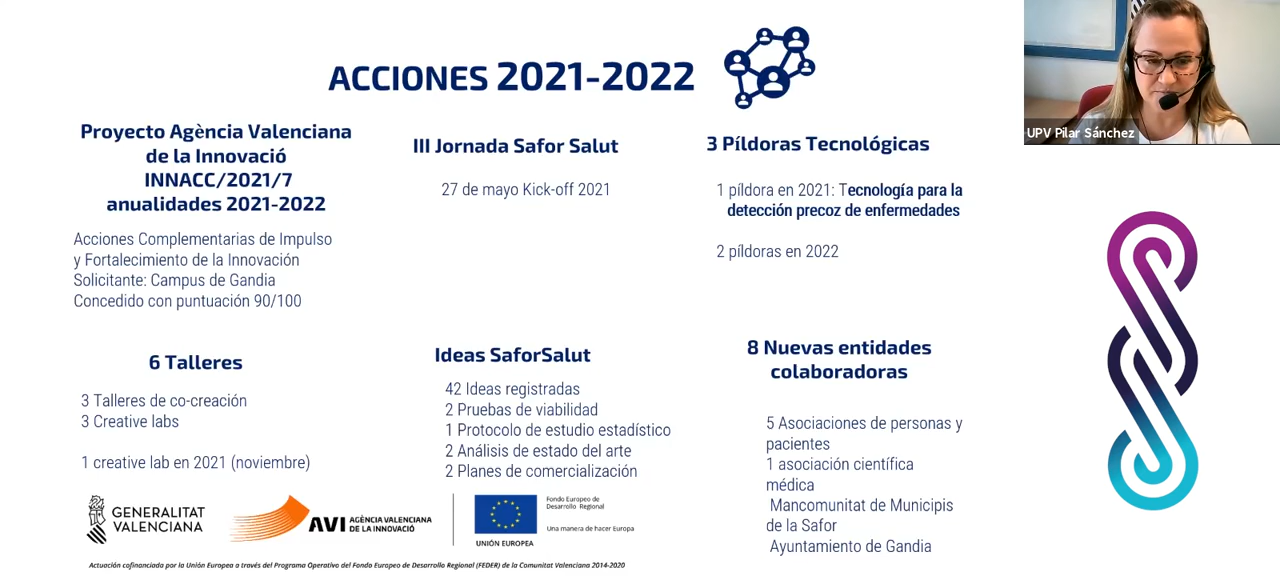 ACCIONES 2021-2022
Proyecto Agència Valenciana
de la Innovació
INNACC/2021/7
anualidades 2021-2022
Acciones Complementarias de Impulso
y Fortalecimiento de la Innovación
Solicitante: Campus de Gandia
Concedido con puntuación 90/100
III Jornada Safor Salut
27 de mayo Kick-off 2021
3 Píldoras Tecnológicas
1 píldora en 2021: Tecnología para la
detección precoz de enfermedades
2 píldoras en 2022
UPV Pilar Sánchez
6 Talleres
3 Talleres de co-creación
3 Creative labs
1 creative lab en 2021 (noviembre)
Ideas SaforSalut
42 Ideas registradas
2 Pruebas de viabilidad
1 Protocolo de estudio estadístico
2 Análisis de estado del arte
2 Planes de comercialización
8 Nuevas entidades
colaboradoras
5 Asociaciones de personas y
pacientes
1 asociación científica
médica
Mancomunitat de Municipis
de la Safor
Ayuntamiento de Gandia
GENERALITAT
VALENCIANA
AVI AGÈNCIA VALENCIANA
DE LA INNOVACIÓ
UNIÓN EUROPEA
Fondo Europeo de
Desarrollo Regional
Una manera de hacer Europa
Actuación cofinanciada por la Unión Europea a través del Programa Operativo del Fondo Europeo de Desarrollo Regional (FEDER) de la Comunitat Valenciana 2014-2020